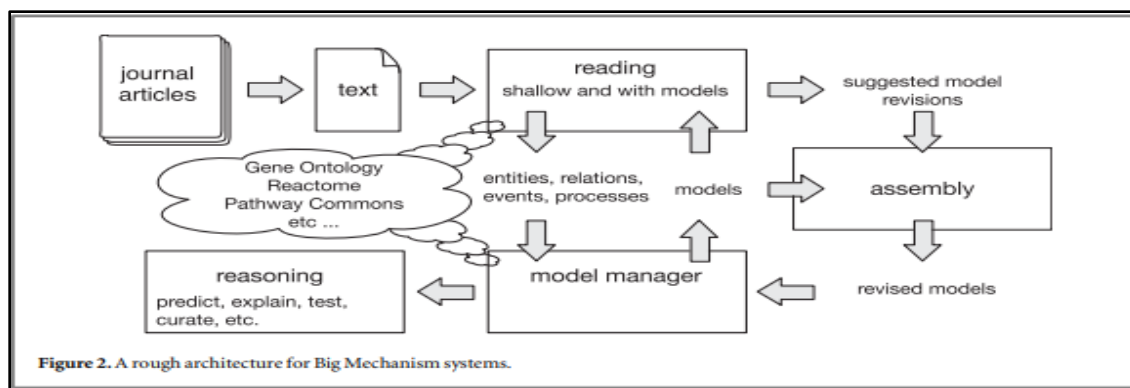 journal
articles
text
reading
shallow and with models
suggested model
revisions
Gene Ontology
Reactome
Pathway Commons
etc ...
entities, relations,
events, processes
models
assembly
reasoning
predict, explain, test,
curate, etc.
model manager
revised models
Figure 2. A rough architecture for Big Mechanism systems.